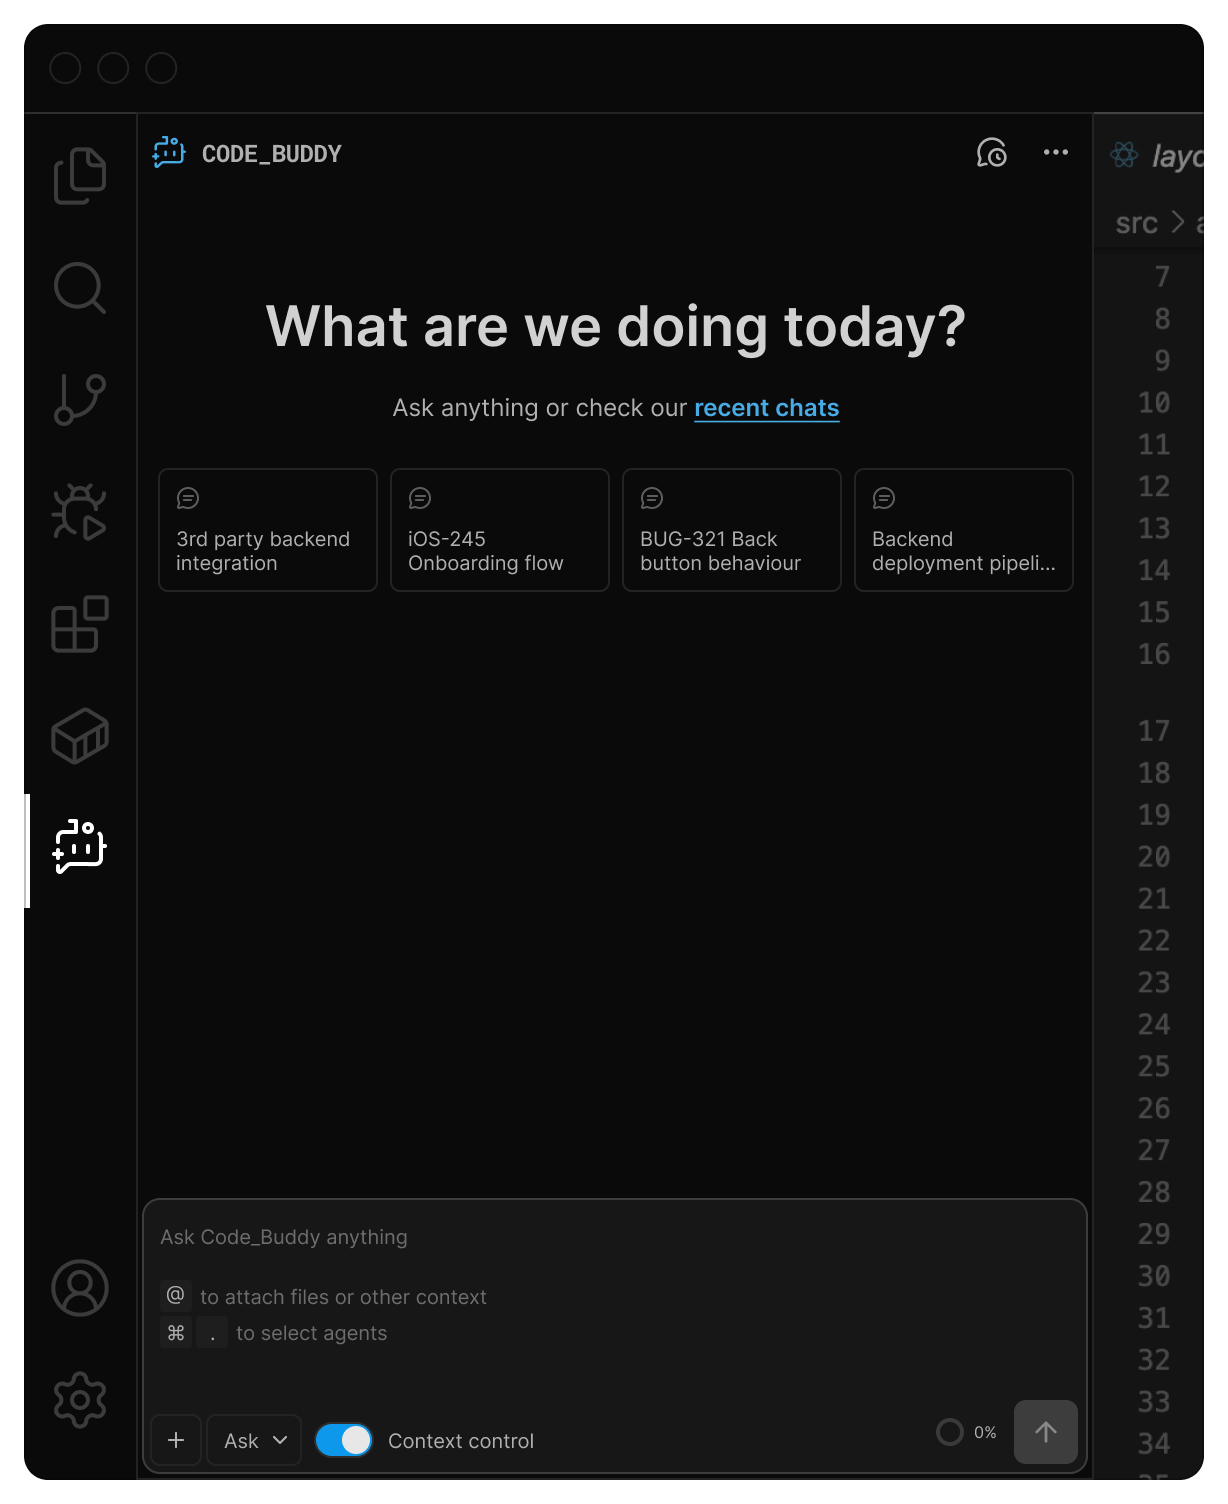 CODE_BUDDY
What are we doing today?
Ask anything or check our recent chats
3rd party backend
integration
iOS-245
Onboarding flow
BUG-321 Back
button behaviour
Backend
deployment pipeli...
Ask Code_Buddy anything
@ to attach files or other context
⌘ . to select agents
+ Ask Context control 0%
src >
7
8
9
10
11
12
13
14
15
16
17
18
19
20
21
22
23
24
25
26
27
28
29
30
31
32
33
34